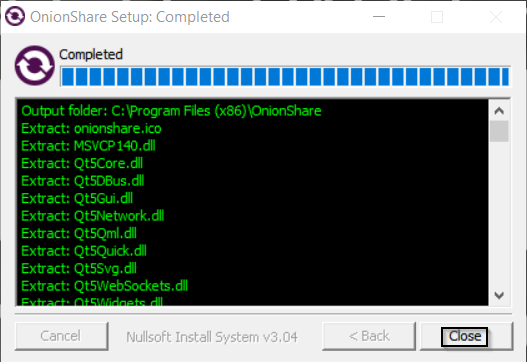 OnionShare Setup: Completed
Completed
Output folder: C:\Program Files (x86)\OnionShare
Extract: onionshare.ico
Extract: MSVCP140.dll
Extract: Qt5Core.dll
Extract: Qt5DBus.dll
Extract: Qt5Gui.dll
Extract: Qt5Network.dll
Extract: Qt5Qml.dll
Extract: Qt5Quick.dll
Extract: Qt5Svg.dll
Extract: Qt5WebSockets.dll
Extract: Qt5Widgets.dll
Cancel
Nullsoft Install System v3.04
< Back
Close